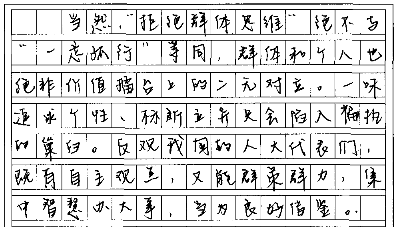 当然，“拒绝群体思维”绝不与
“一意孤行”等同，群体和个人也
绝非价值擂台上的二元对立。一味
追求个性、标新立异只会陷入偏执
的窠臼。反观我国的人大代表们，
既有自主观点，又能群策群力，集
中智慧办大事，当为良好借鉴。